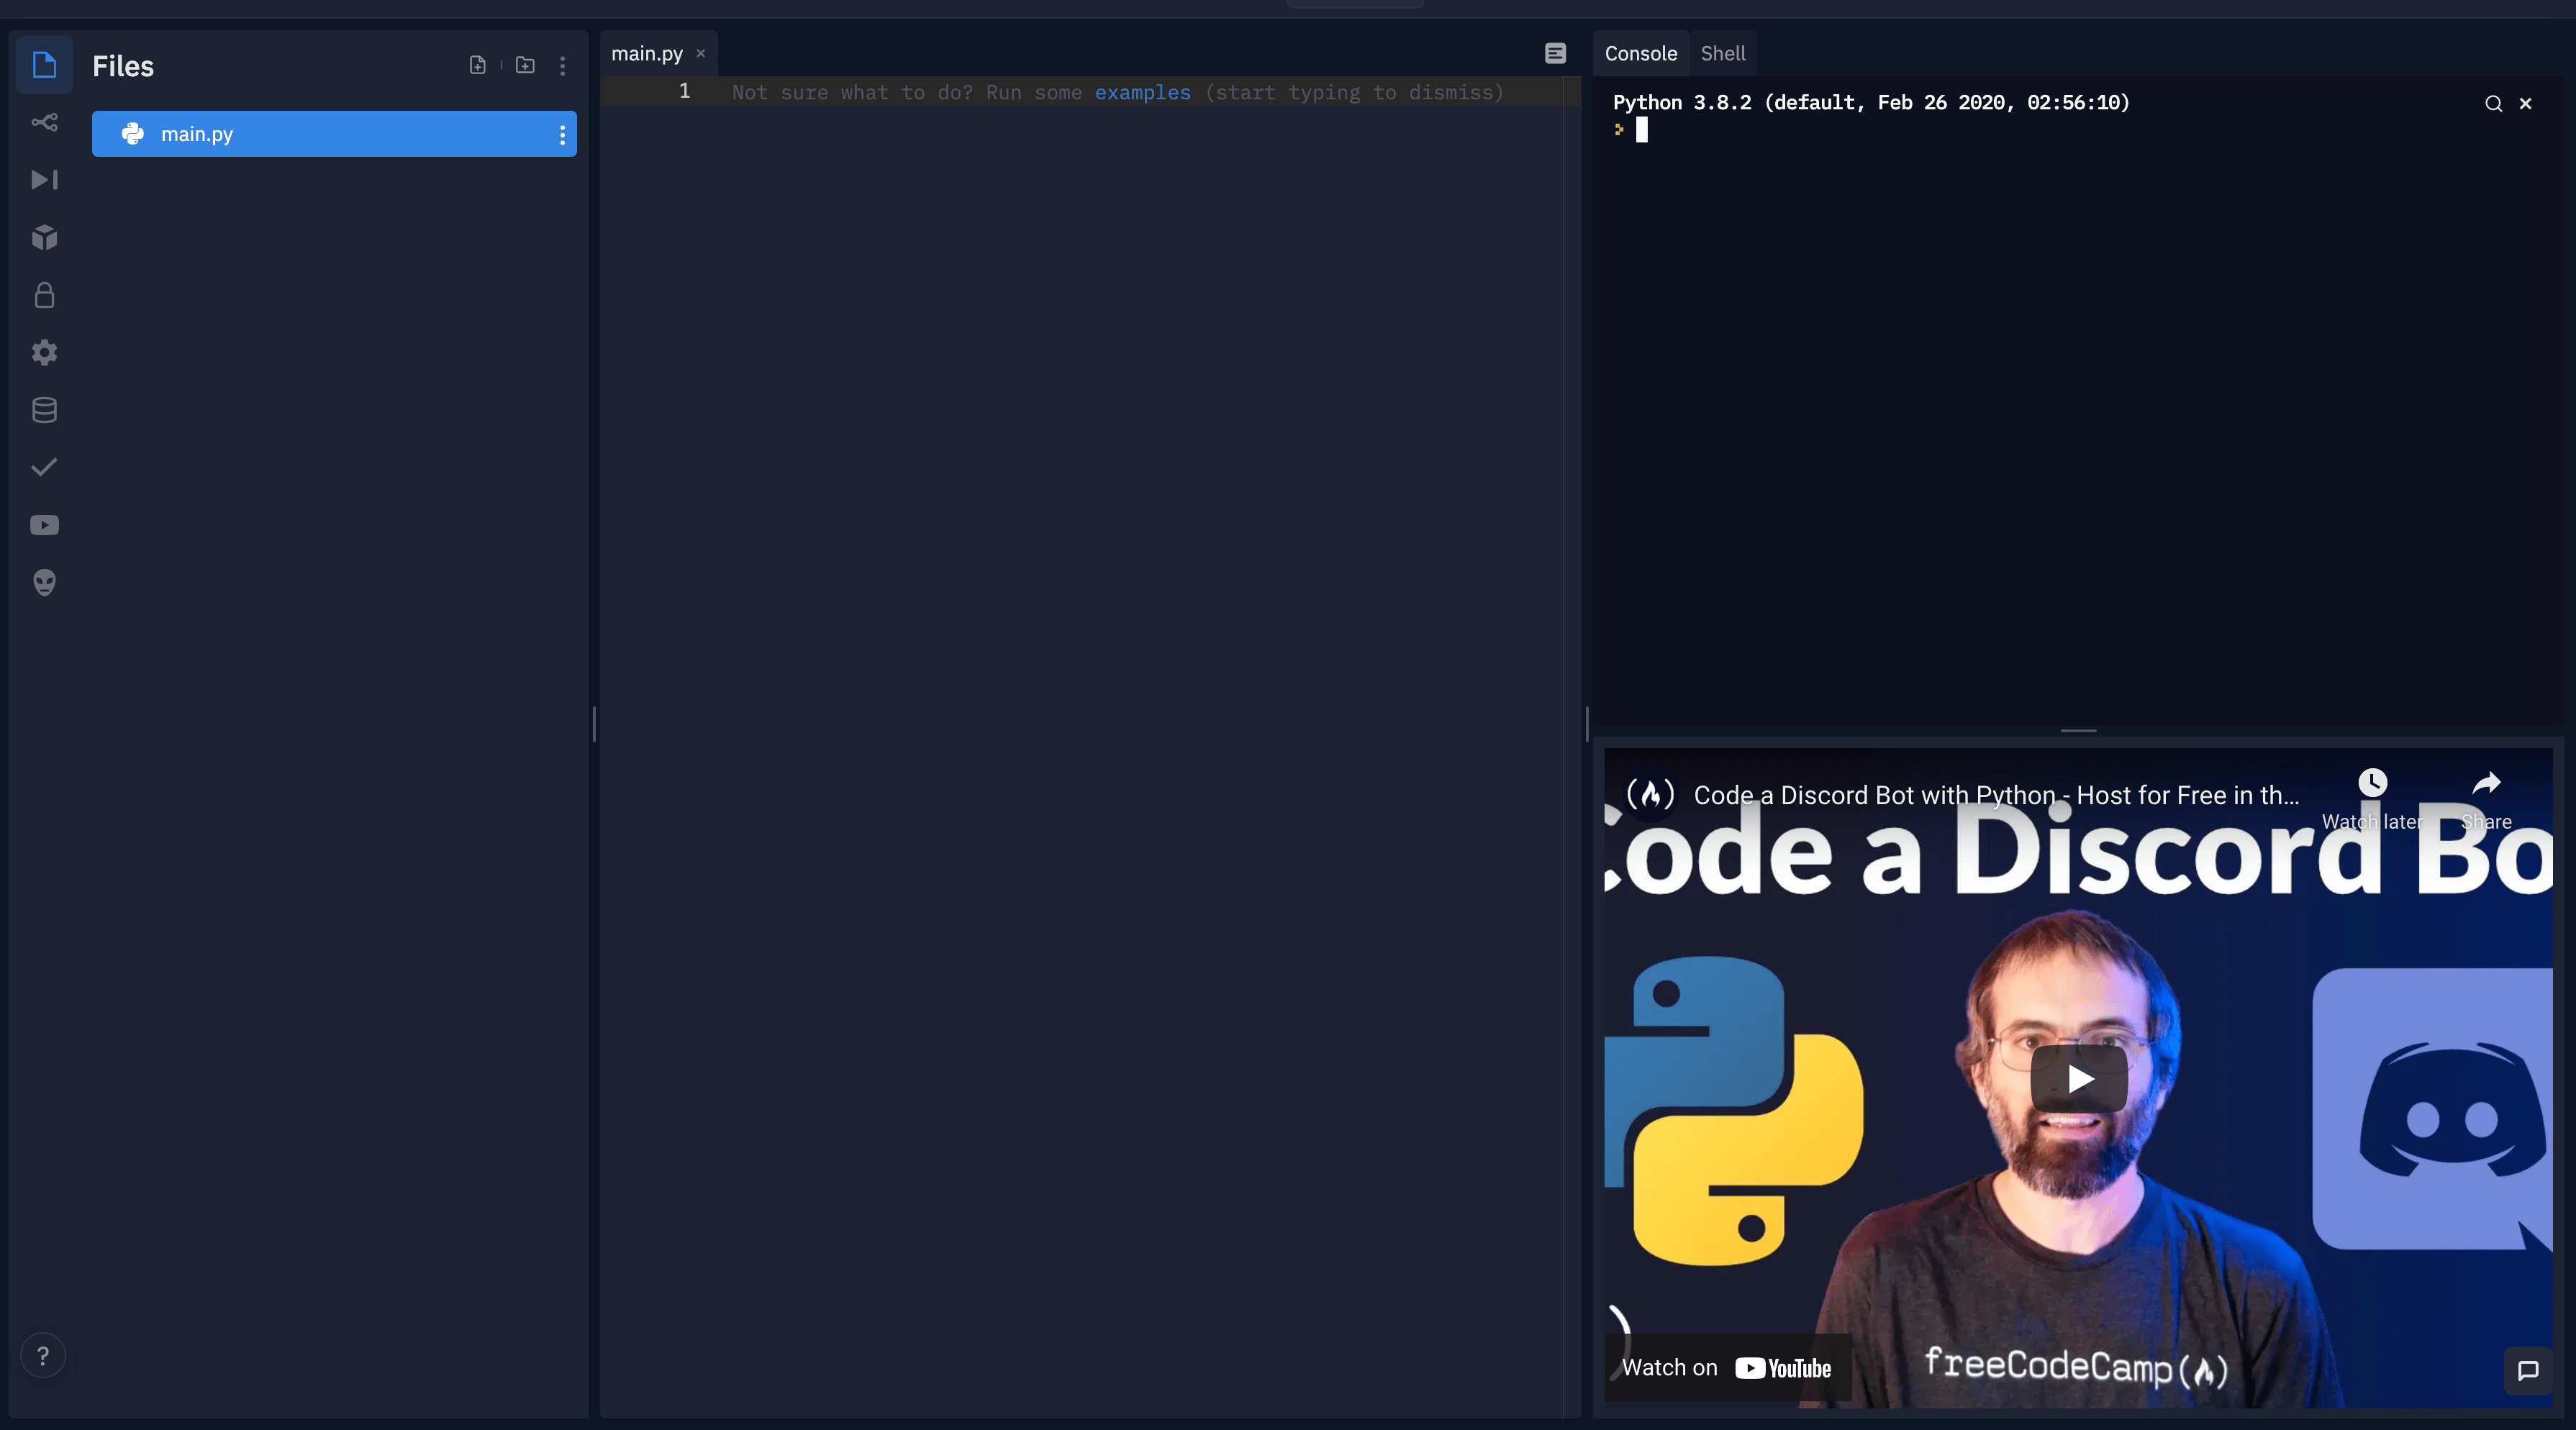 Files
main.py
main.py ×
1 Not sure what to do? Run some examples (start typing to dismiss)
Console Shell
Python 3.8.2 (default, Feb 26 2020, 02:56:10)
Code a Discord Bot with Python - Host for Free in th...
Watch later Share
Code a Discord Bo
freeCodeCamp(
Watch on YouTube
?